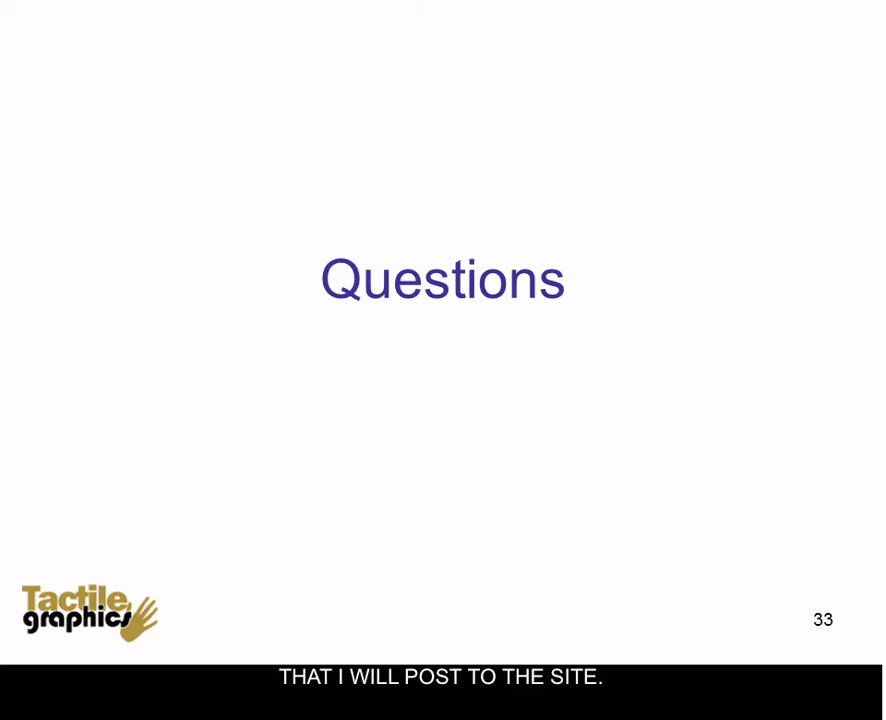 Questions
Tactile
graphics
33
THAT I WILL POST TO THE SITE.